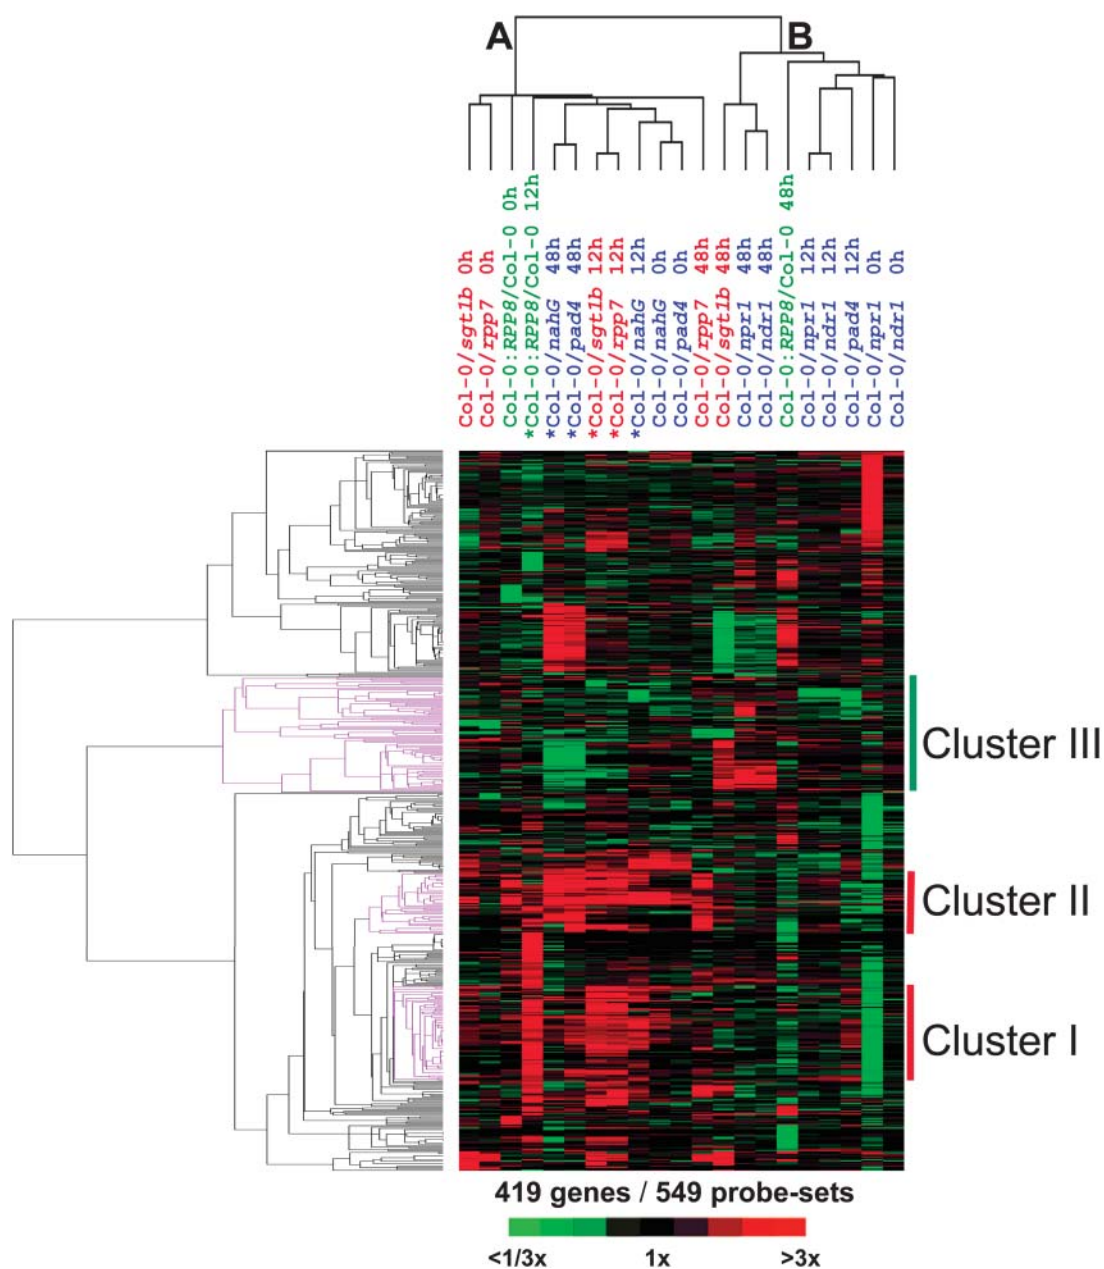 A
B
Col-0/sgt1b 0h
Col-0/rpp7 0h
Col-0:RPP8/Col-0 0h
*Col-0:RPP8/Col-0 12h
*Col-0/nahG 48h
*Col-0/pad4 48h
*Col-0/sgt1b 12h
*Col-0/rpp7 12h
*Col-0/nahG 12h
Col-0/nahG 0h
Col-0/pad4 0h
Col-0/rpp7 48h
Col-0/sgt1b 48h
Col-0/npr1 48h
Col-0/ndr1 48h
Col-0:RPP8/Col-0 48h
Col-0/npr1 12h
Col-0/ndr1 12h
Col-0/pad4 12h
Col-0/npr1 0h
Col-0/ndr1 0h
Cluster III
Cluster II
Cluster I
419 genes / 549 probe-sets
<1/3x 1x >3x